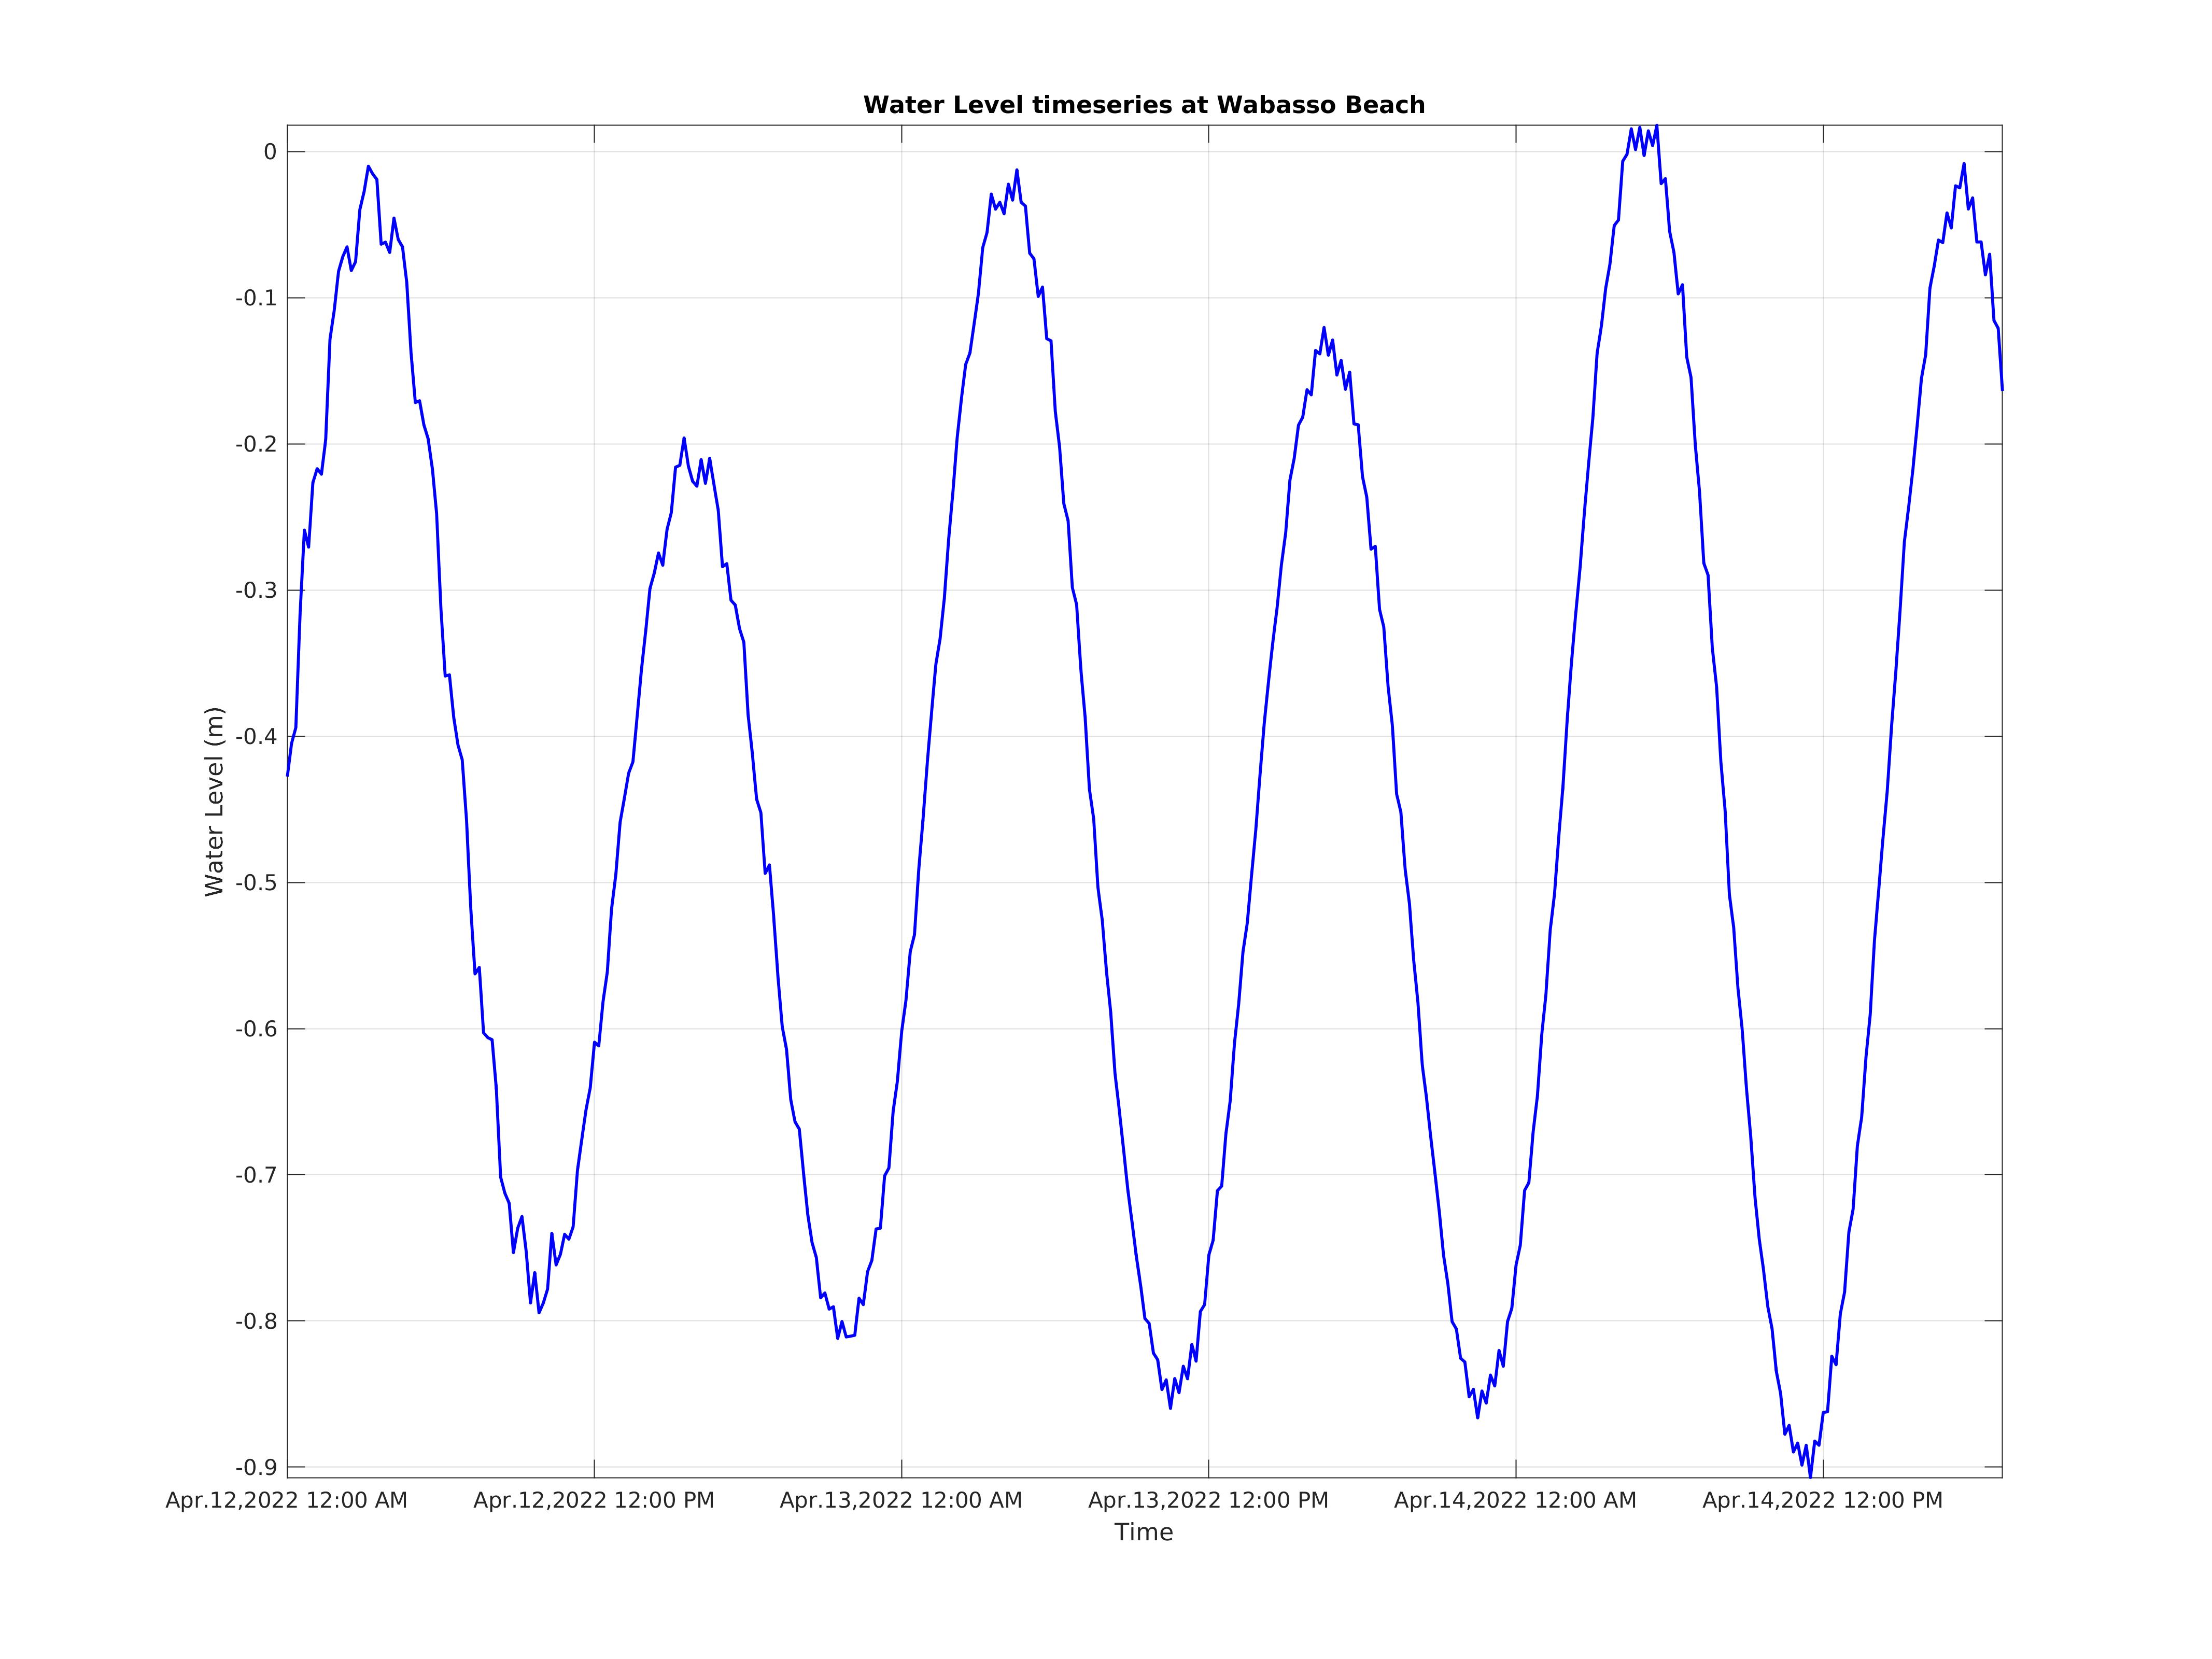 Water Level timeseries at Wabasso Beach
0
-0.1
-0.2
-0.3
-0.4
-0.5
-0.6
-0.7
-0.8
-0.9
Water Level (m)
Apr.12,2022 12:00 AM
Apr.12,2022 12:00 PM
Apr.13,2022 12:00 AM
Apr.13,2022 12:00 PM
Apr.14,2022 12:00 AM
Apr.14,2022 12:00 PM
Time